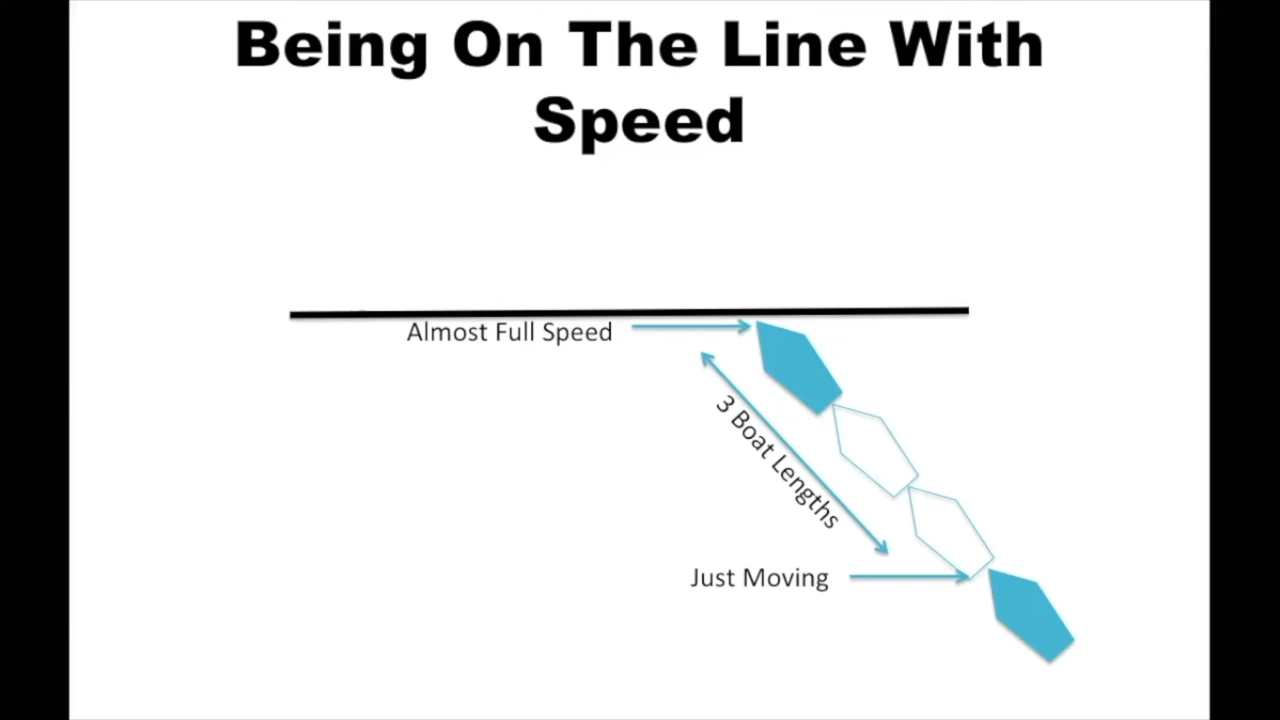 Being On The Line With
Speed
Almost Full Speed
3 Boat Lengths
Just Moving